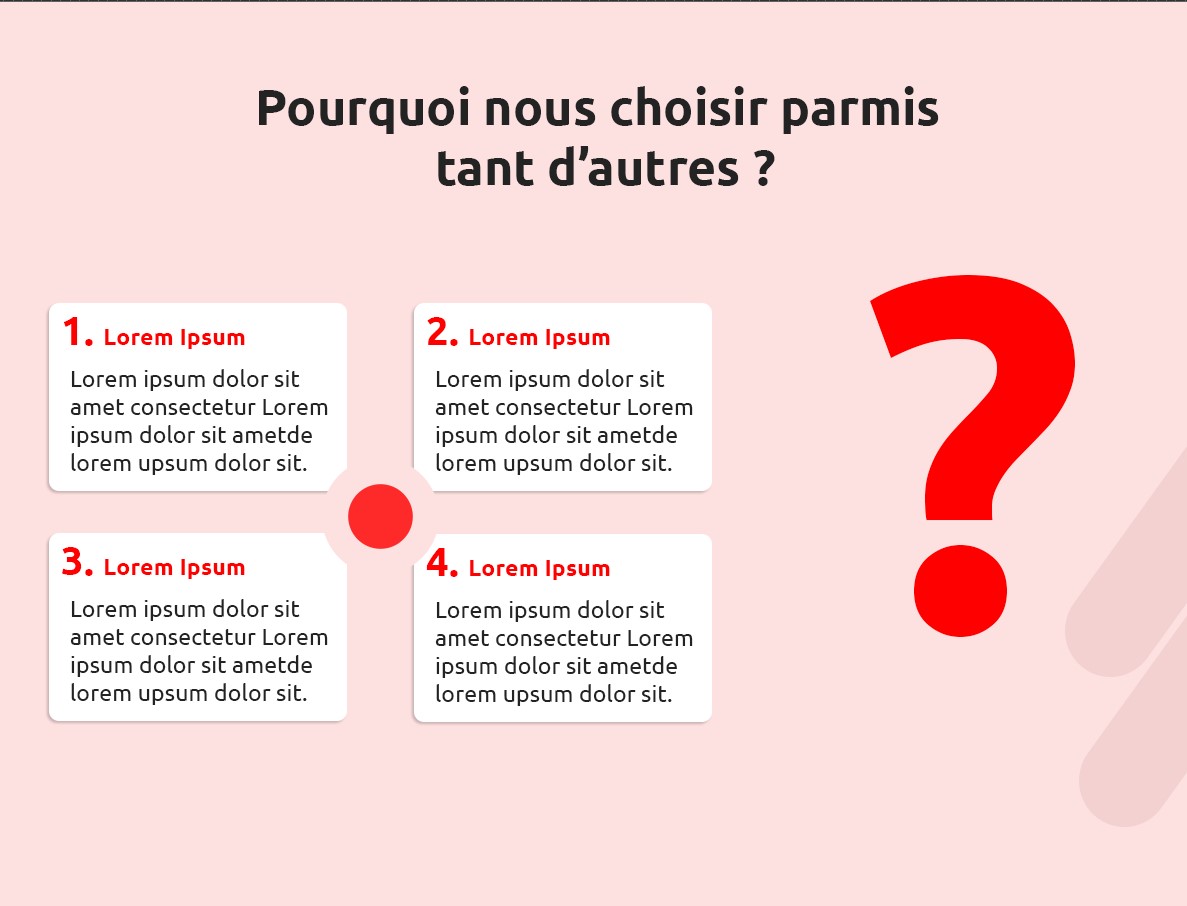 Pourquoi nous choisir parmis
tant d’autres ?
1. Lorem Ipsum
Lorem ipsum dolor sit
amet consectetur Lorem
ipsum dolor sit ametde
lorem upsum dolor sit.
2. Lorem Ipsum
Lorem ipsum dolor sit
amet consectetur Lorem
ipsum dolor sit ametde
lorem upsum dolor sit.
3. Lorem Ipsum
Lorem ipsum dolor sit
amet consectetur Lorem
ipsum dolor sit ametde
lorem upsum dolor sit.
4. Lorem Ipsum
Lorem ipsum dolor sit
amet consectetur Lorem
ipsum dolor sit ametde
lorem upsum dolor sit.
?